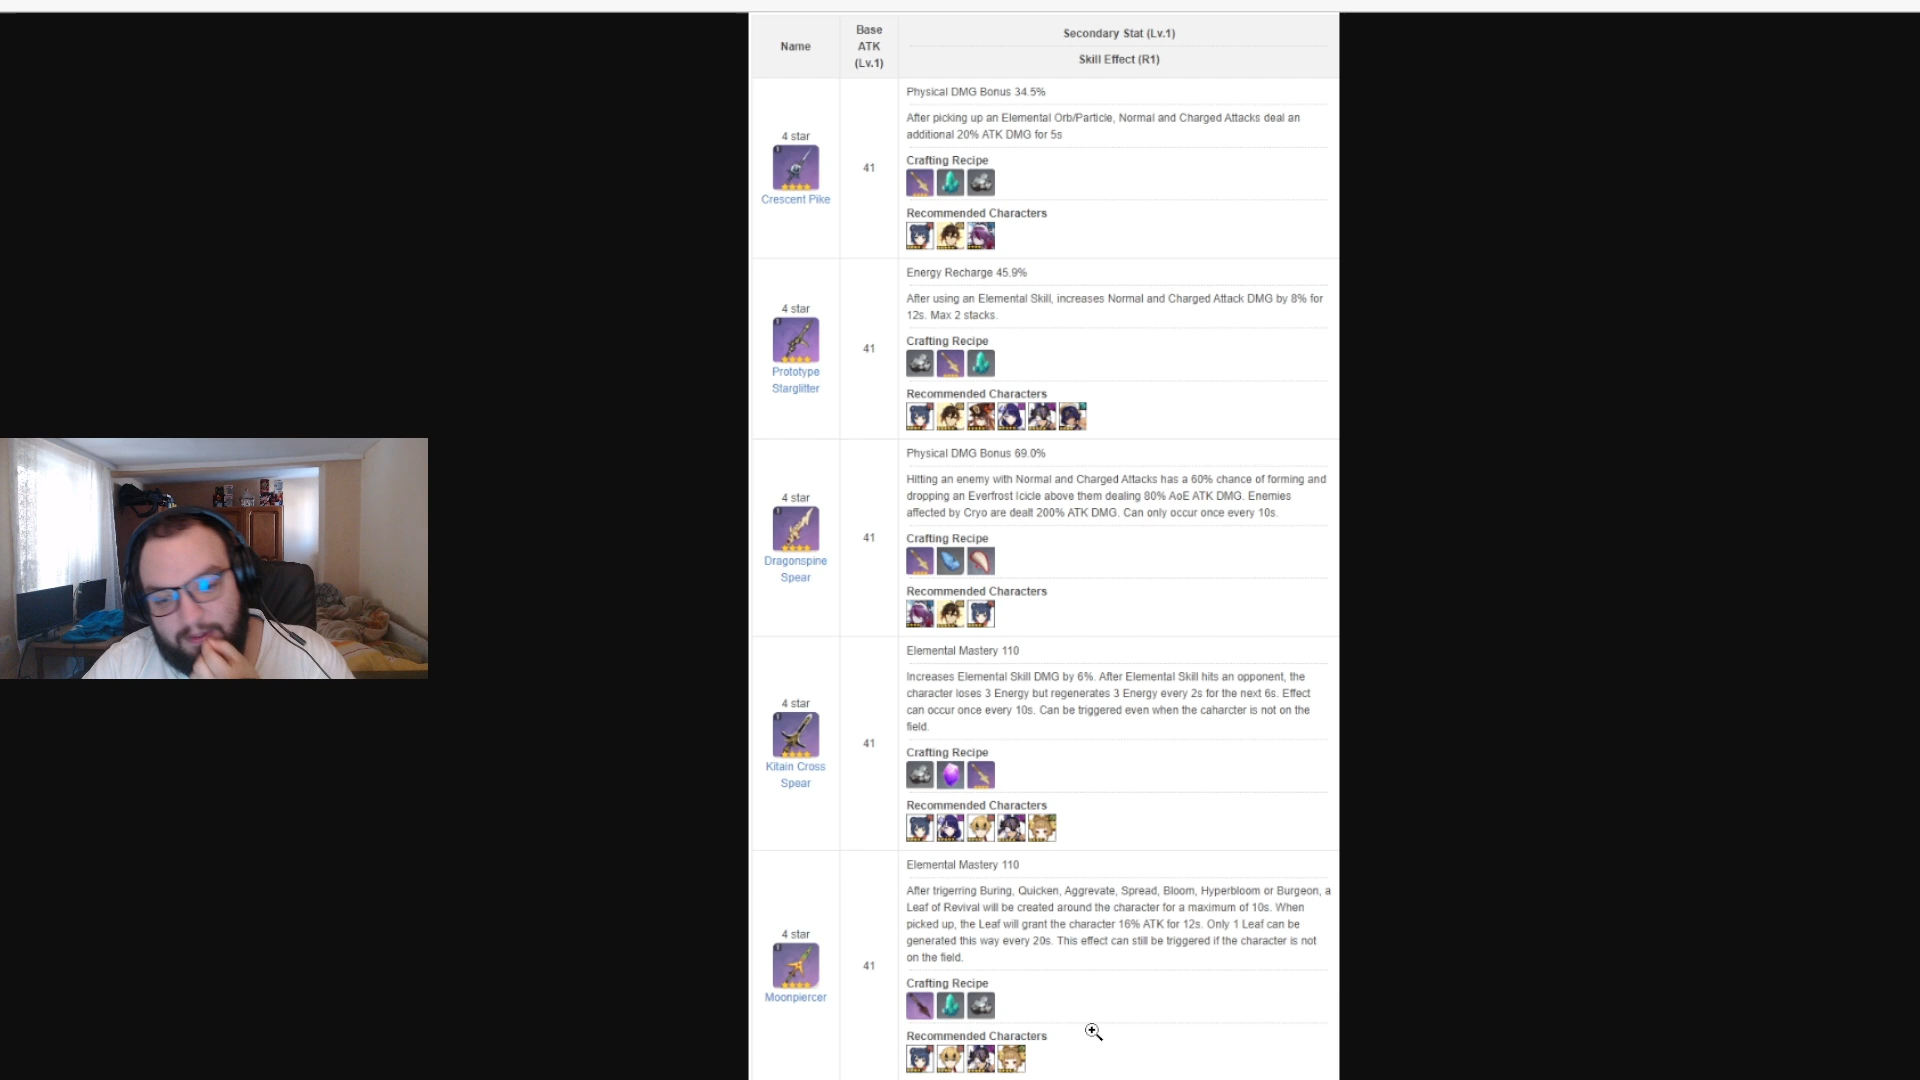 Name
Base
ATK
(Lv.1)
Secondary Stat (Lv.1)
Skill Effect (R1)
4 star
Crescent Pike
41
Physical DMG Bonus 34.5%
After picking up an Elemental Orb/Particle, Normal and Charged Attacks deal an
additional 20% ATK DMG for 5s
Crafting Recipe
Recommended Characters
4 star
Prototype
Starglitter
41
Energy Recharge 45.9%
After using an Elemental Skill, increases Normal and Charged Attack DMG by 8% for
12s. Max 2 stacks.
Crafting Recipe
Recommended Characters
4 star
Dragonspine
Spear
41
Physical DMG Bonus 69.0%
Hitting an enemy with Normal and Charged Attacks has a 60% chance of forming and
dropping an Everfrost Icicle above them dealing 80% AoE ATK DMG. Enemies
affected by Cryo are dealt 200% ATK DMG. Can only occur once every 10s.
Crafting Recipe
Recommended Characters
4 star
Kitain Cross
Spear
41
Elemental Mastery 110
Increases Elemental Skill DMG by 6%. After Elemental Skill hits an opponent, the
character loses 3 Energy but regenerates 3 Energy every 2s for the next 6s. Effect
can occur once every 10s. Can be triggered even when the caharcter is not on the
field.
Crafting Recipe
Recommended Characters
4 star
Moonpiercer
41
Elemental Mastery 110
After trigerring Buring, Quicken, Aggrevate, Spread, Bloom, Hyperbloom or Burgeon, a
Leaf of Revival will be created around the character for a maximum of 10s. When
picked up, the Leaf will grant the character 16% ATK for 12s. Only 1 Leaf can be
generated this way every 20s. This effect can still be triggered if the character is not
on the field.
Crafting Recipe
Recommended Characters